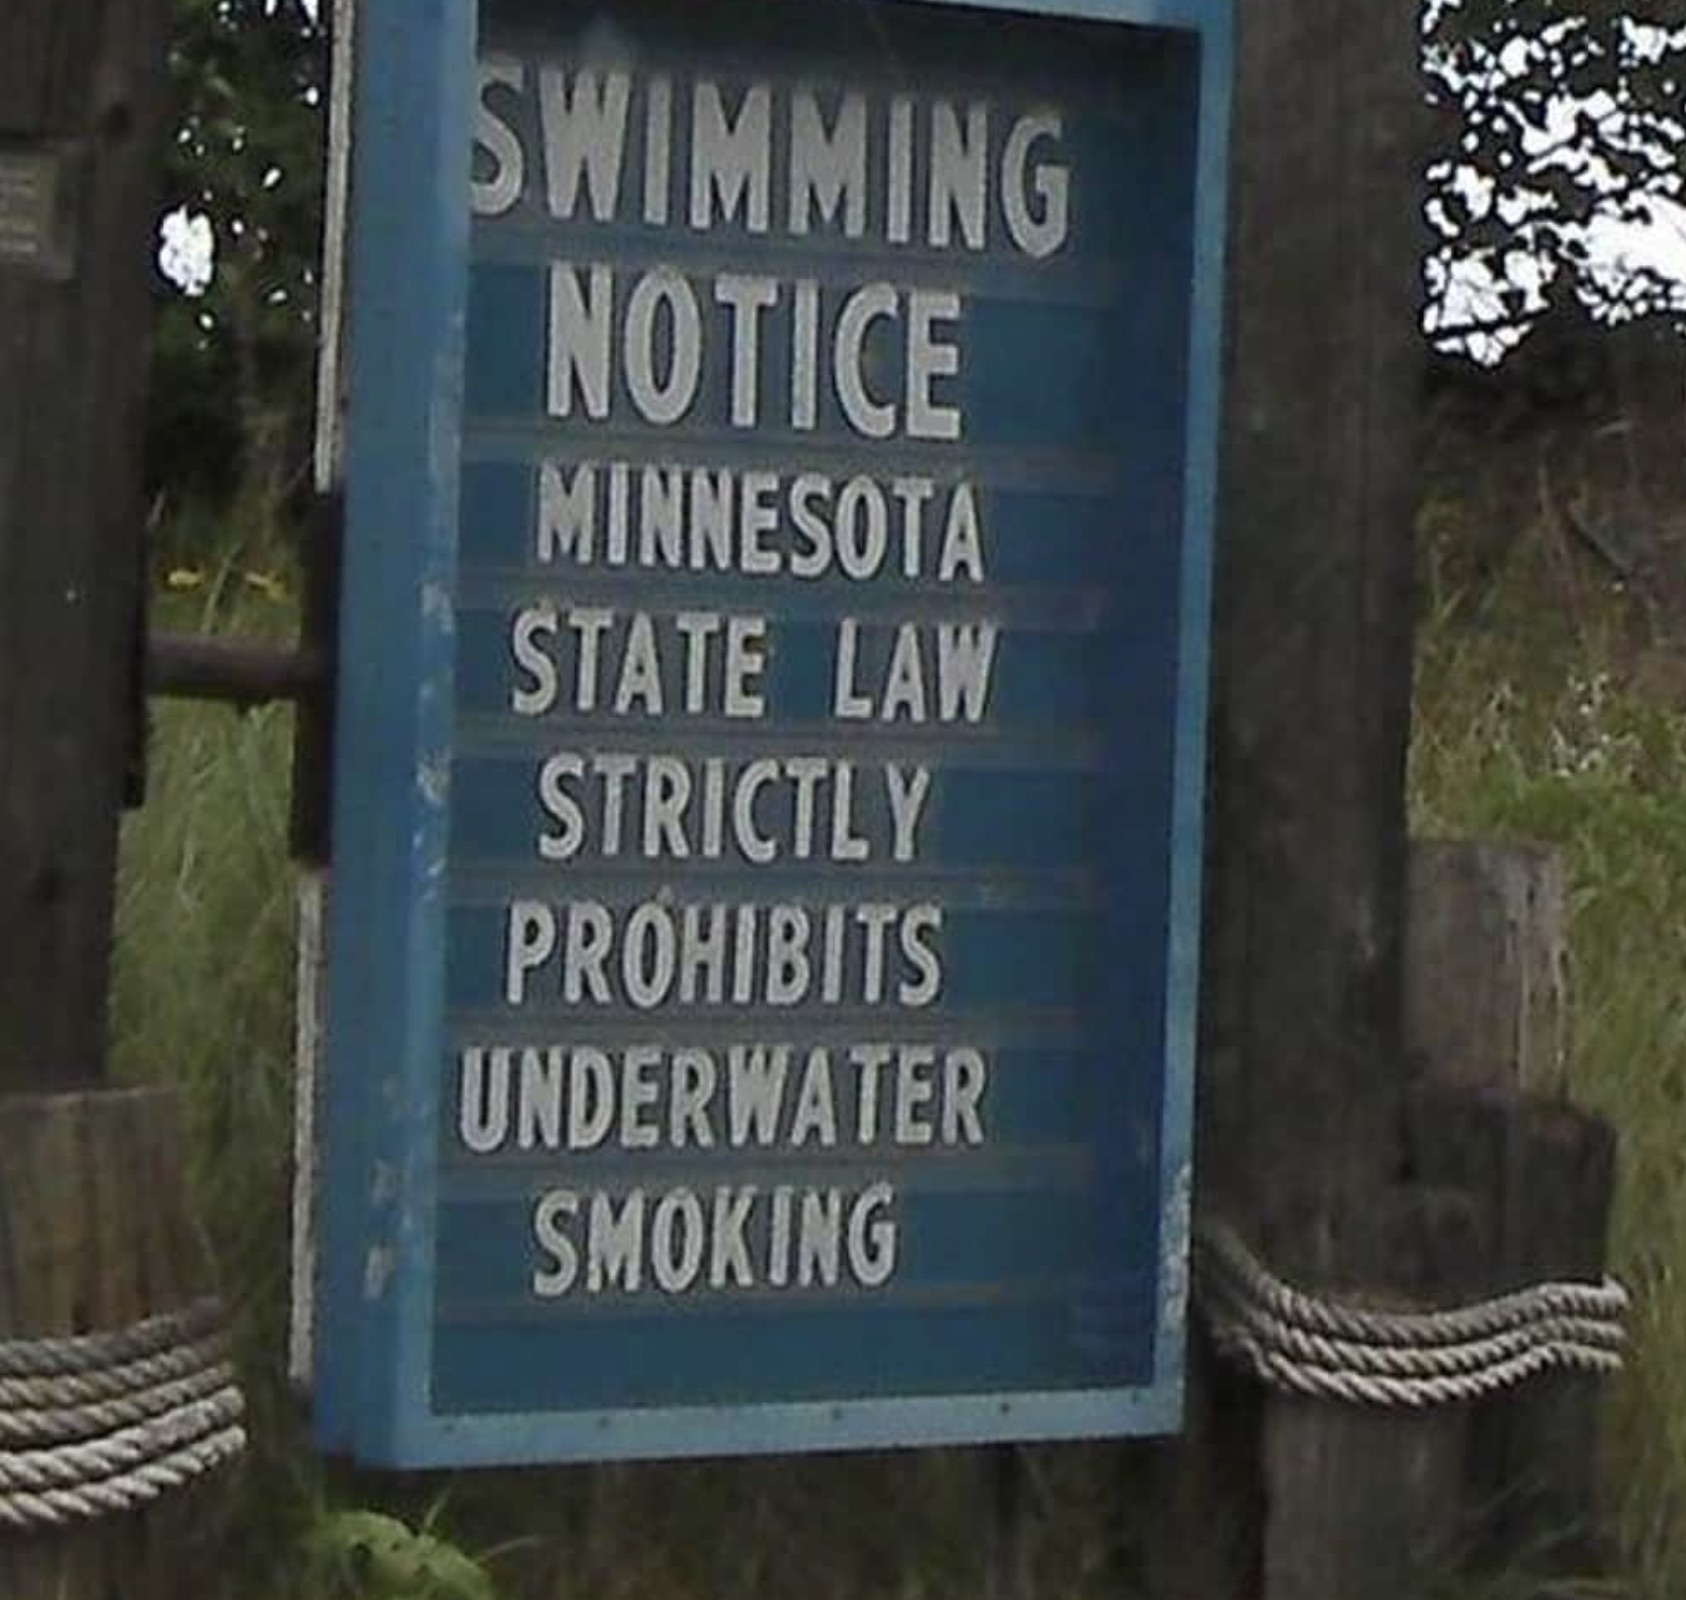 SWIMMING
NOTICE
MINNESOTA
STATE LAW
STRICTLY
PROHIBITS
UNDERWATER
SMOKING